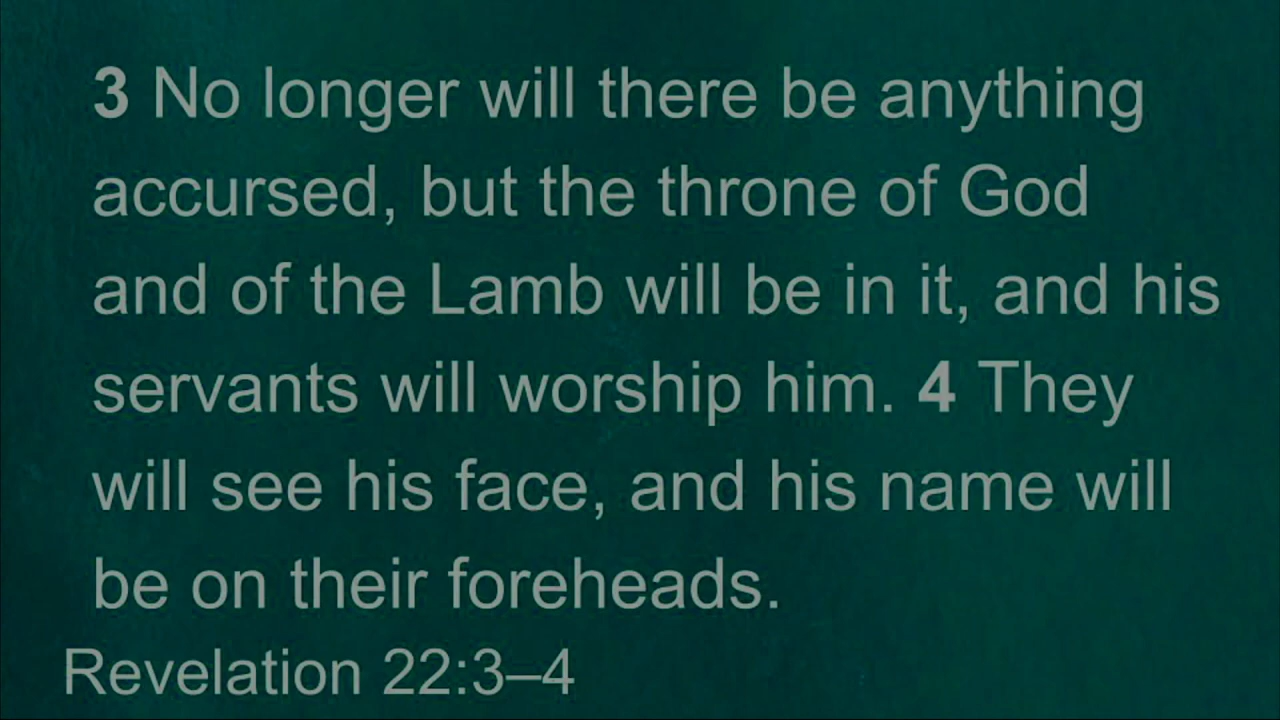 3 No longer will there be anything
accursed, but the throne of God
and of the Lamb will be in it, and his
servants will worship him. 4 They
will see his face, and his name will
be on their foreheads.
Revelation 22:3–4